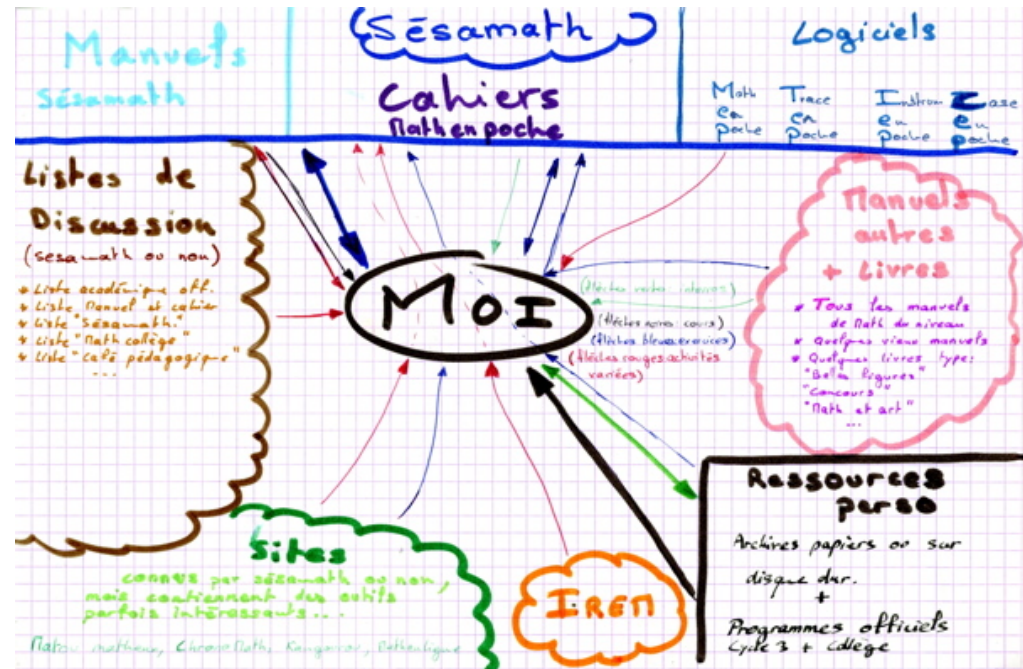 Manuels
Sésamath
Sésamath
Cahiers
Mathenpoche
Logiciels
Math
en
poche
Trace
en
poche
Instrum
en
poche
Case
en
poche
Listes de
Discussion
(sesamath ou non)
* Liste académique off.
* Liste Manuel et cahier
* Liste "Sésamath"
* Liste "Math collège"
* Liste "Café pédagogique"
...
MOI
(flèches vertes : interros)
(flèches noires : cours)
(flèches bleues : exercices)
(flèches rouges activités
variées)
Manuels
autres
+ Livres
* Tous les manuels
de Math du niveau
* Quelques vieux manuels
* Quelques livres type:
"Belles figures"
"Concours"
"Math et art"
...
Ressources
perso
Archives papiers ou sur
disque dur.
+
Programmes officiels
Cycle 3 + Collège
Sites
connus par sésamath ou non,
mais contiennent des outils
parfois intéressants...
Matou matheux, ChronoMath, Kangourou, Mathenligne
IREM